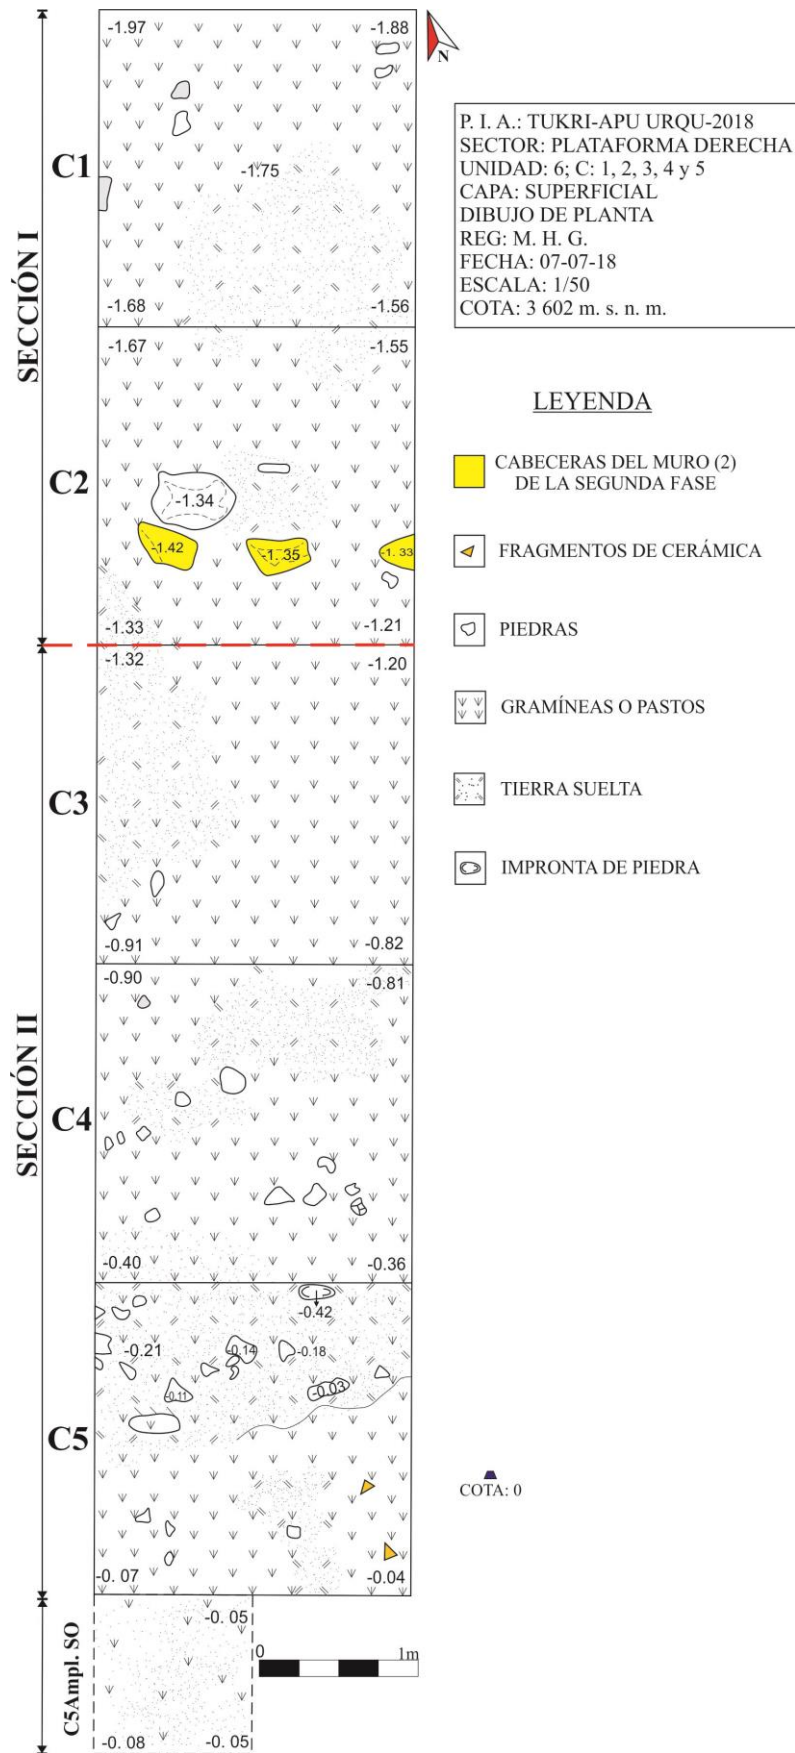 -1.97
-1.88
N
P. I. A.: TUKRI-APU URQU-2018
SECTOR: PLATAFORMA DERECHA
UNIDAD: 6; C: 1, 2, 3, 4 y 5
CAPA: SUPERFICIAL
DIBUJO DE PLANTA
REG: M. H. G.
FECHA: 07-07-18
ESCALA: 1/50
COTA: 3 602 m. s. n. m.
SECCIÓN I
C1
-1.75
-1.68
-1.56
-1.67
-1.55
C2
-1.34
-1.42
-1. 35
-1. 33
-1.33
-1.21
LEYENDA
CABECERAS DEL MURO (2)
DE LA SEGUNDA FASE
FRAGMENTOS DE CERÁMICA
PIEDRAS
GRAMÍNEAS O PASTOS
TIERRA SUELTA
IMPRONTA DE PIEDRA
SECCIÓN II
-1.32
-1.20
C3
-0.91
-0.82
-0.90
-0.81
C4
-0.40
-0.36
-0.42
-0.21
-0.14
-0.18
-0.11
-0.03
C5
COTA: 0
-0. 07
-0.04
C5Ampl. SO
-0. 05
0
1m
-0. 08
-0. 05